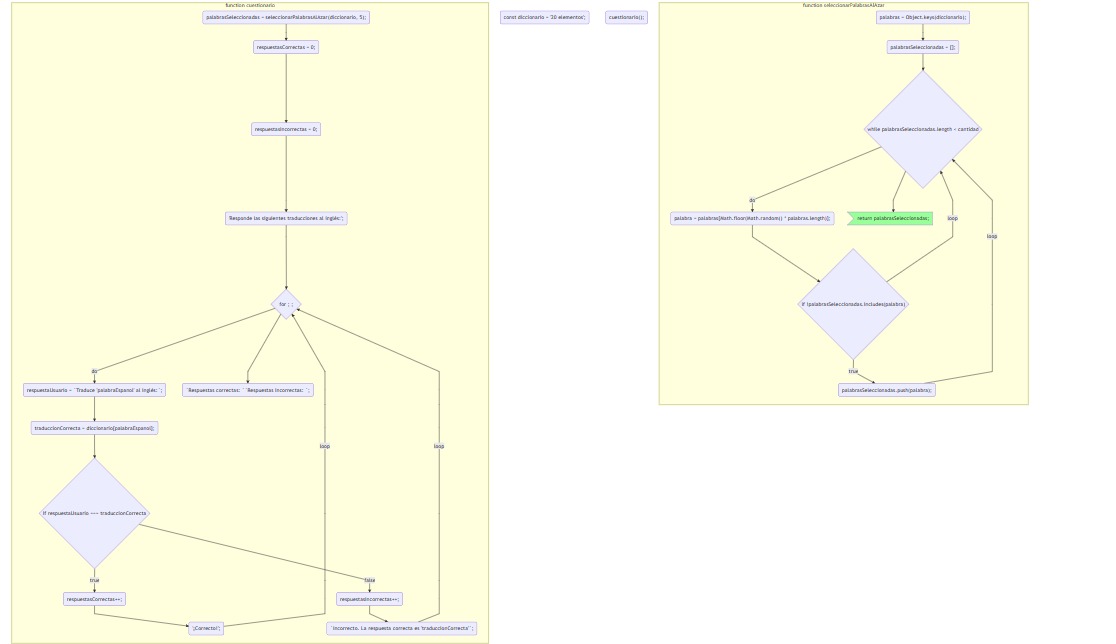 function cuestionario
palabrasSeleccionadas = seleccionarPalabrasAlAzar(diccionario, 5);
respuestasCorrectas = 0;
respuestasIncorrectas = 0;
'Responde las siguientes traducciones al inglés:';
for ; ;
do
respuestaUsuario = `Traduce 'palabraEspanol' al inglés: `;
`Respuestas correctas: ``Respuestas incorrectas: `;
traduccionCorrecta = diccionario[palabraEspanol];
loop
loop
if respuestaUsuario === traduccionCorrecta
true
false
respuestasCorrectas++;
respuestasIncorrectas++;
'¡Correcto!';
`Incorrecto. La respuesta correcta es 'traduccionCorrecta'`;
const diccionario = '30 elementos';
cuestionario();
function seleccionarPalabrasAlAzar
palabras = Object.keys(diccionario);
palabrasSeleccionadas = [];
while palabrasSeleccionadas.length < cantidad
do
palabra = palabras[Math.floor(Math.random() * palabras.length)];
return palabrasSeleccionadas;
loop
loop
if !palabrasSeleccionadas.includes(palabra)
true
palabrasSeleccionadas.push(palabra);